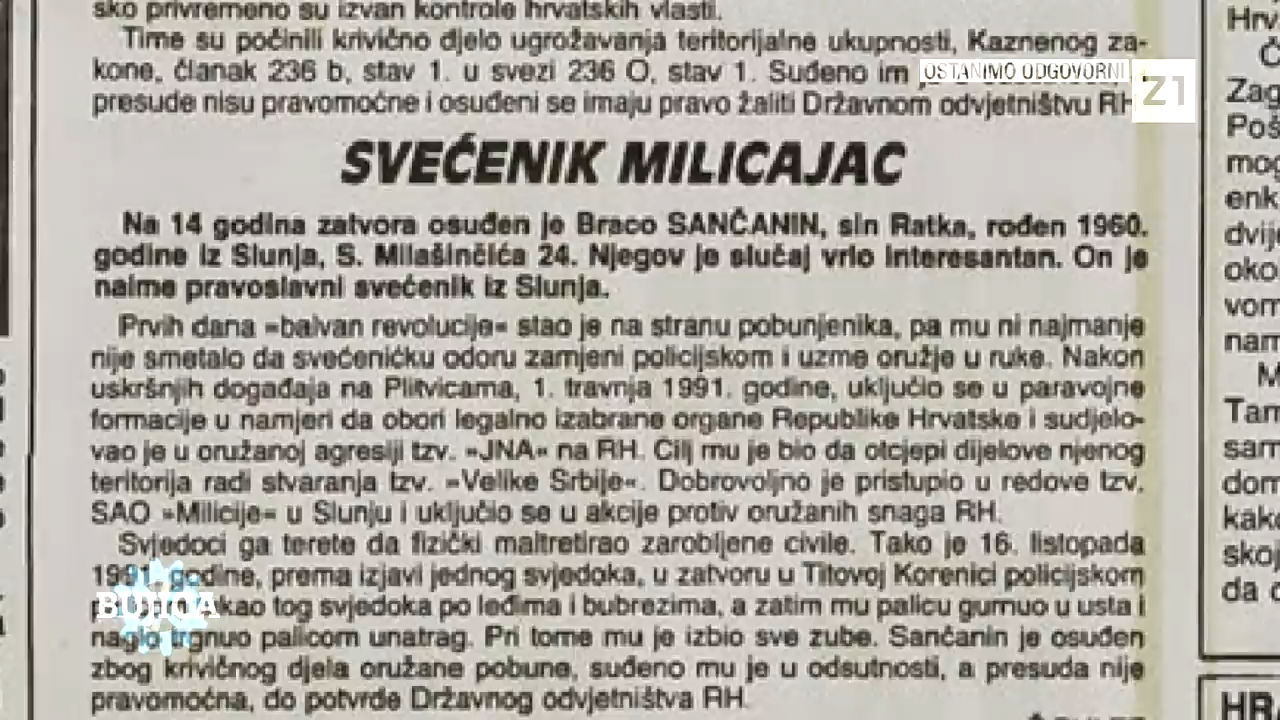 sko privremeno su izvan kontrole hrvatskih vlasti.
Time su počinili krivično djelo ugrožavanja teritorijalne ukupnosti, Kaznenog za-
kone, članak 236 b, stav 1. u svezi 236 O, stav 1. Suđeno im
OSTANIMO ODGOVORNI
Z1
presude nisu pravomoćne i osuđeni se imaju pravo žaliti Državnom odvjetništvu RH
SVEĆENIK MILICAJAC
Na 14 godina zatvora osuđen je Braco SANČANIN, sin Ratka, rođen 1960.
godine iz Slunja, S. Milašinčića 24. Njegov je slučaj vrlo interesantan. On je
naime pravoslavni svećenik iz Slunja.
Prvih dana »balvan revolucije« stao je na stranu pobunjenika, pa mu ni najmanje
nije smetalo da svećeničku odoru zamjeni policijskom i uzme oružje u ruke. Nakon
uskršnjih događaja na Plitvicama, 1. travnja 1991. godine, uključio se u paravojne
formacije u namjeri da obori legalno izabrane organe Republike Hrvatske i sudjelo-
vao je u oružanoj agresiji tzv. »JNA« na RH. Cilj mu je bio da otcjepi dijelove njenog
teritorija radi stvaranja tzv. »Velike Srbije«. Dobrovoljno je pristupio u redove tzv.
SAO »Milicije« u Slunju i uključio se u akcije protiv oružanih snaga RH.
Svjedoci ga terete da fizički maltretirao zarobljene civile. Tako je 16. listopada
1991. godine, prema izjavi jednog svjedoka, u zatvoru u Titovoj Korenici policijskom
kao tog svjedoka po leđima i bubrezima, a zatim mu palicu gurnuo u usta i
naglo trgnuo palicom unatrag. Pri tome mu je izbio sve zube. Sančanin je osuđen
zbog krivičnog djela oružane pobune, suđeno mu je u odsutnosti, a presuda nije
pravomoćna, do potvrde Državnog odvjetništva RH.
BUJICA
Hrv
Zag
Poš
mog
enk
dvij
oko
vom
nam
M
Tam
sam
dom
kak
skoj
da
HR